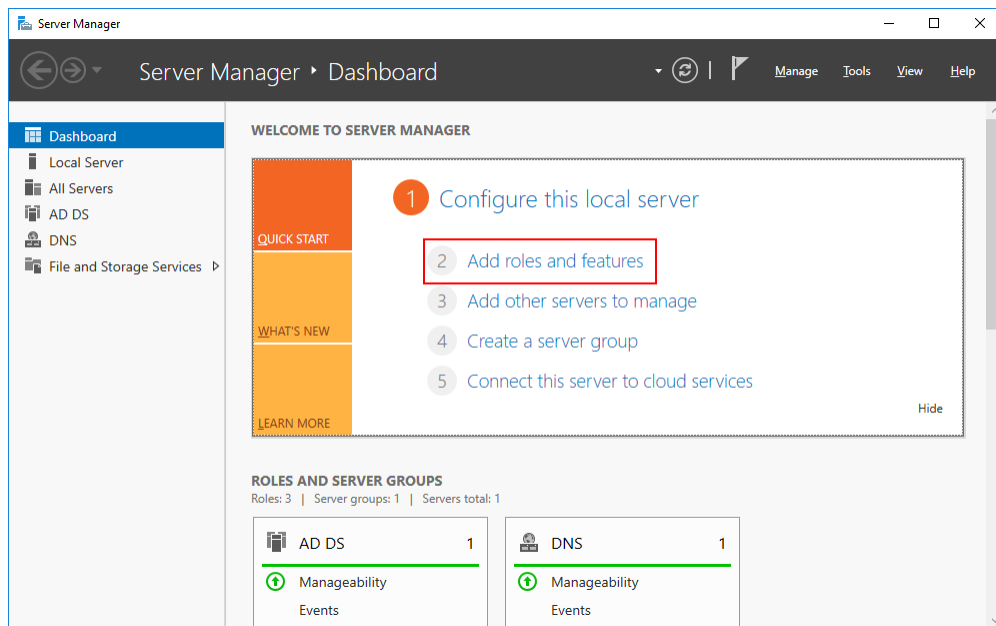 Server Manager
Server Manager ‣ Dashboard
Manage
Tools
View
Help
Dashboard
Local Server
All Servers
AD DS
DNS
File and Storage Services
WELCOME TO SERVER MANAGER
QUICK START
WHAT'S NEW
LEARN MORE
1 Configure this local server
2 Add roles and features
3 Add other servers to manage
4 Create a server group
5 Connect this server to cloud services
Hide
ROLES AND SERVER GROUPS
Roles: 3 | Server groups: 1 | Servers total: 1
AD DS 1
Manageability
Events
DNS 1
Manageability
Events